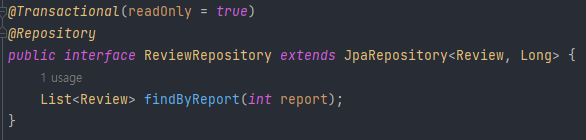 @Transactional(readOnly = true)
@Repository
public interface ReviewRepository extends JpaRepository<Review, Long> {
1 usage
List<Review> findByReport(int report);
}